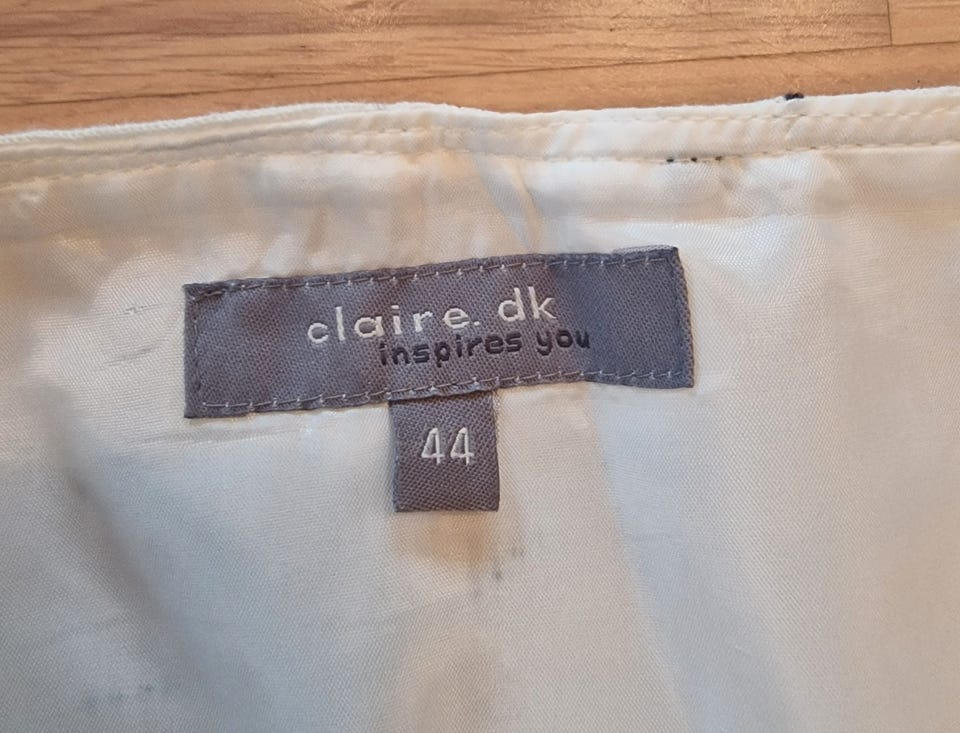 claire. dk
inspires you
44